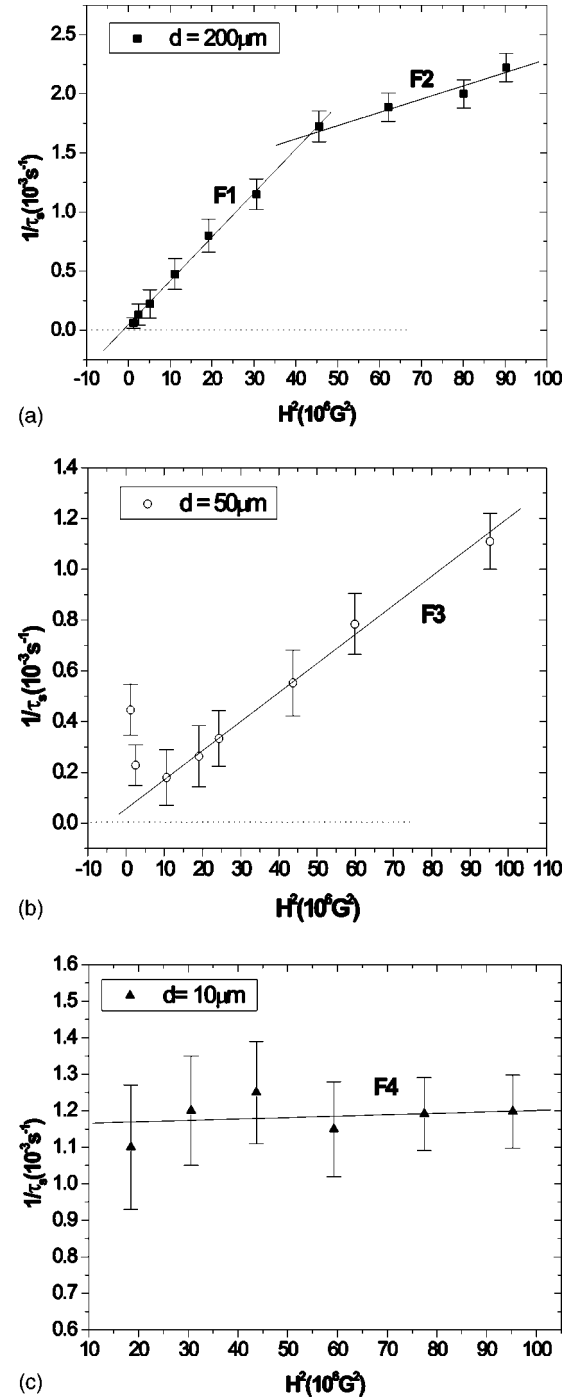 d = 200μm
F2
F1
1/τs(10⁻³s⁻¹)
2.5
2.0
1.5
1.0
0.5
0.0
-10 0 10 20 30 40 50 60 70 80 90 100
H²(10⁶G²)
(a)
d = 50μm
F3
1/τs(10⁻³s⁻¹)
1.4
1.2
1.0
0.8
0.6
0.4
0.2
0.0
-10 0 10 20 30 40 50 60 70 80 90 100 110
H²(10⁶G²)
(b)
d= 10μm
F4
1/τs(10⁻³s⁻¹)
1.6
1.5
1.4
1.3
1.2
1.1
1.0
0.9
0.8
0.7
0.6
10 20 30 40 50 60 70 80 90 100
H²(10⁶G²)
(c)